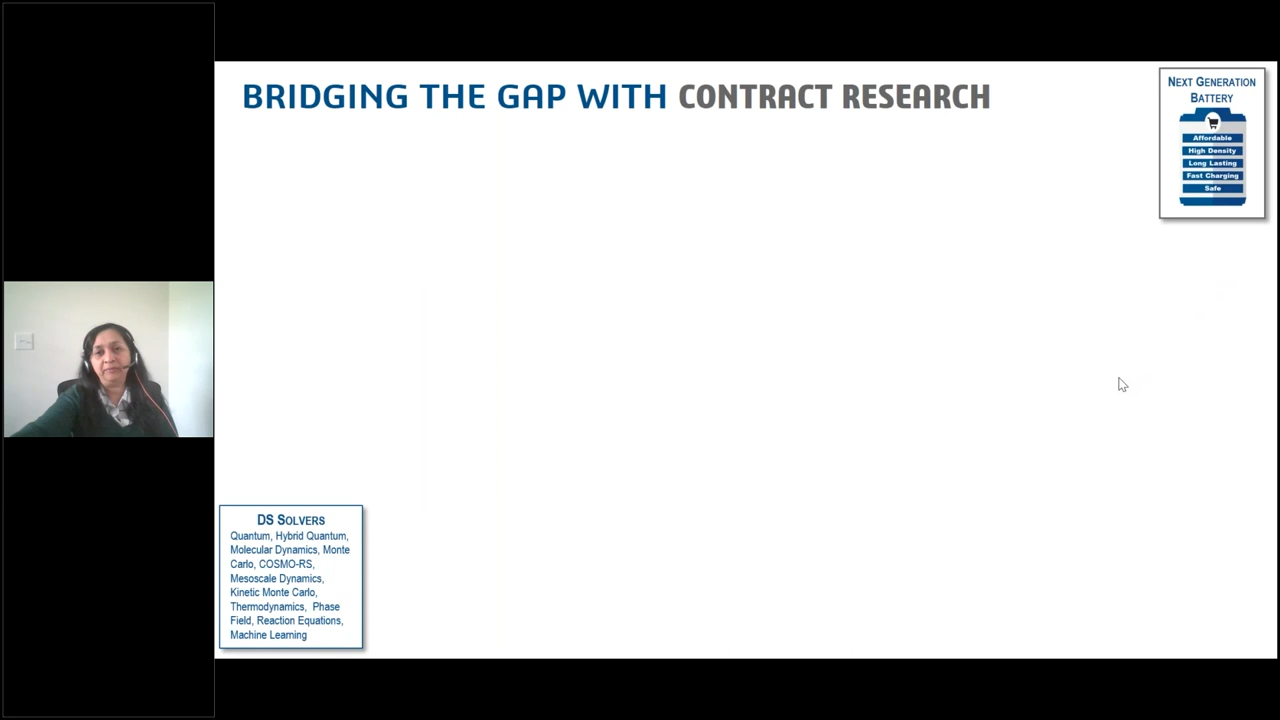 BRIDGING THE GAP WITH CONTRACT RESEARCH
NEXT GENERATION
BATTERY
Affordable
High Density
Long Lasting
Fast Charging
Safe
DS SOLVERS
Quantum, Hybrid Quantum,
Molecular Dynamics, Monte
Carlo, COSMO-RS,
Mesoscale Dynamics,
Kinetic Monte Carlo,
Thermodynamics, Phase
Field, Reaction Equations,
Machine Learning